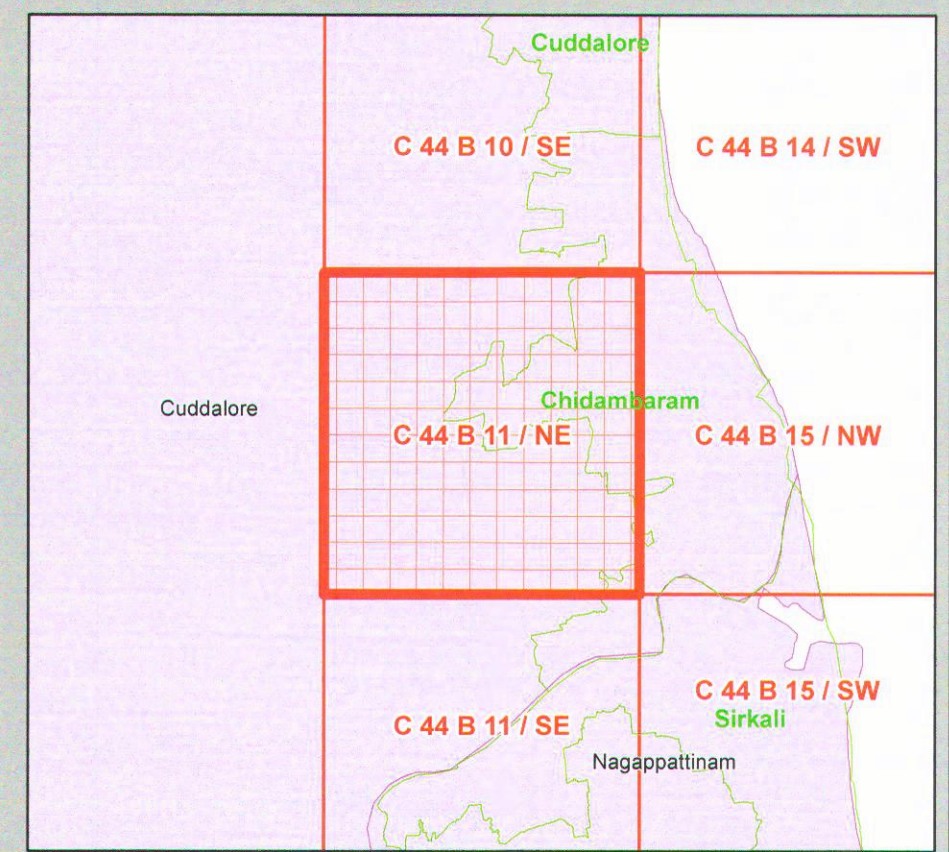 Cuddalore
C 44 B 10 / SE
C 44 B 14 / SW
Chidambaram
Cuddalore
C 44 B 11 / NE
C 44 B 15 / NW
C 44 B 15 / SW
Sirkali
C 44 B 11 / SE
Nagappattinam